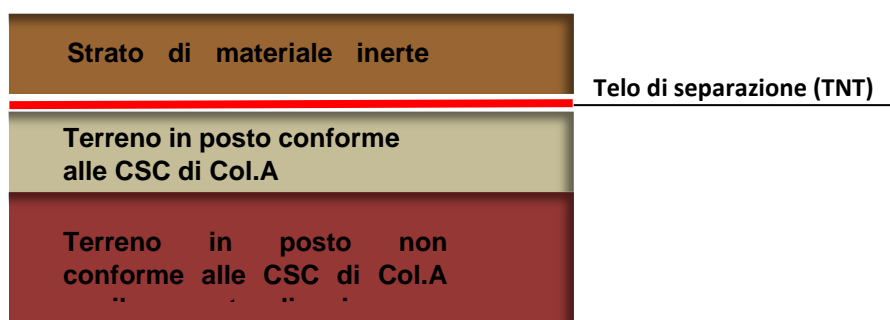 Strato di materiale inerte
Telo di separazione (TNT)
Terreno in posto conforme
alle CSC di Col.A
Terreno in posto non
conforme alle CSC di Col.A